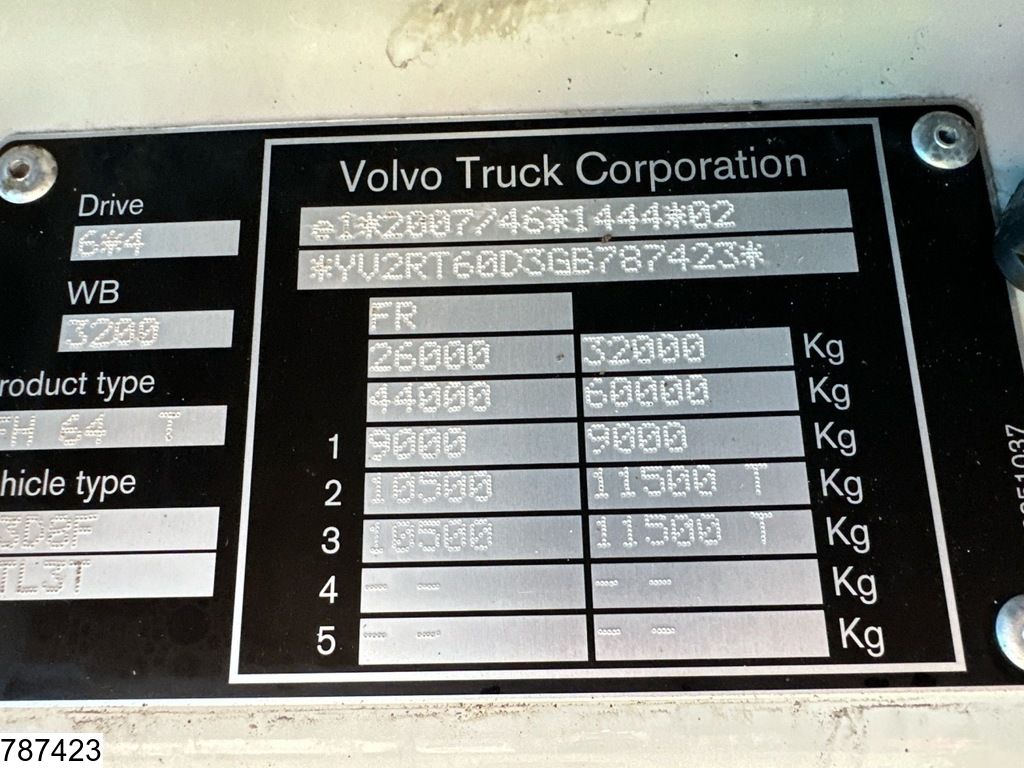 Volvo Truck Corporation
Drive
6*4
WB
3200
roduct type
FH 64 T
hicle type
3D8F
TL3T
e1*2007/46*1444*02
*YV2RT60D3GB787423*
FR
26000 32000 Kg
44000 60000 Kg
1 9000 9000 Kg
2 10500 11500 T Kg
3 10500 11500 T Kg
4 -- -- -- -- Kg
5 -- -- -- -- Kg
787423